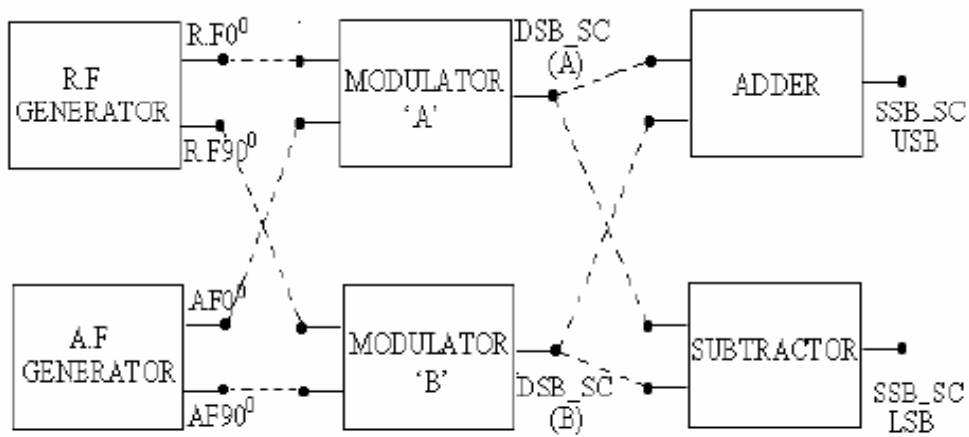 R.F0⁰
R.F
GENERATOR
R.F90⁰
MODULATOR
‘A’
DSB_SC
(A)
ADDER
SSB_SC
USB
A.F
GENERATOR
AF0⁰
AF90⁰
MODULATOR
‘B’
DSB_SC
(B)
SUBTRACTOR
SSB_SC
LSB